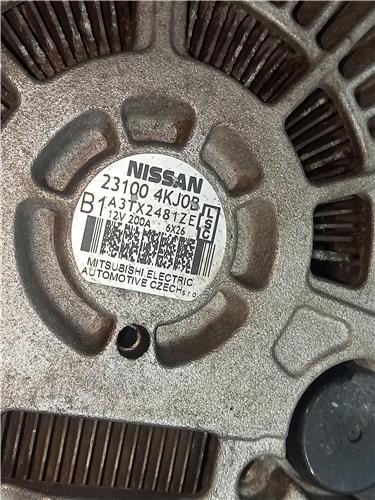 NISSAN
23100 4KJ0B
B1 A3TX2481ZE
12V 200A 6X26
MITSUBISHI ELECTRIC
AUTOMOTIVE CZECH s.r.o